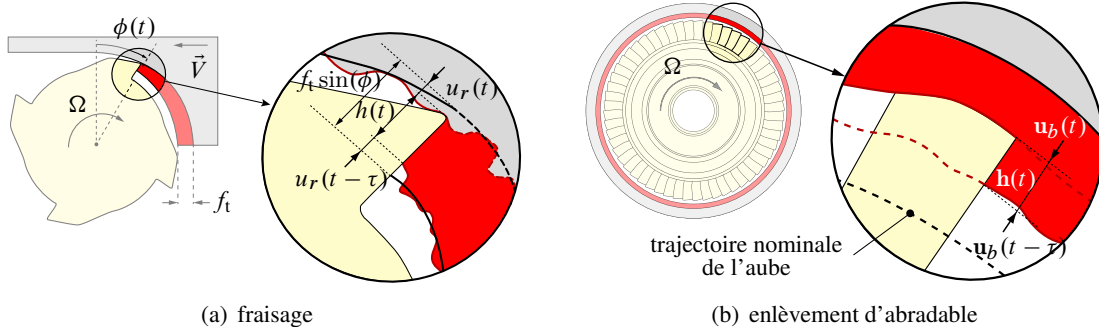 ϕ(t)
V⃗
Ω
f_t
f_t sin(ϕ)
u_r(t)
h(t)
u_r(t − τ)
(a) fraisage
Ω
u_b(t)
h(t)
u_b(t − τ)
trajectoire nominale
de l'aube
(b) enlèvement d'abradable